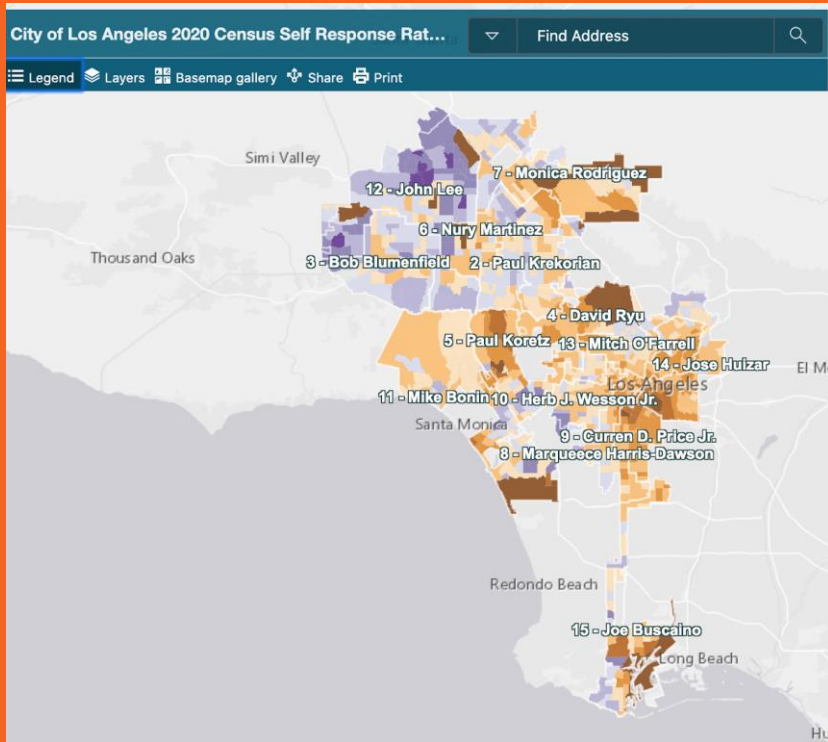 City of Los Angeles 2020 Census Self Response Rat...
Find Address
Legend
Layers
Basemap gallery
Share
Print
Simi Valley
7 - Monica Rodriguez
12 - John Lee
6 - Nury Martinez
Thousand Oaks
3 - Bob Blumenfield
2 - Paul Krekorian
4 - David Ryu
5 - Paul Koretz
13 - Mitch O'Farrell
14 - Jose Huizar
El M
Los Angeles
11 - Mike Bonin
10 - Herb J. Wesson Jr.
Santa Monica
9 - Curren D. Price Jr.
8 - Marqueece Harris-Dawson
Redondo Beach
15 - Joe Buscaino
Long Beach
Hu